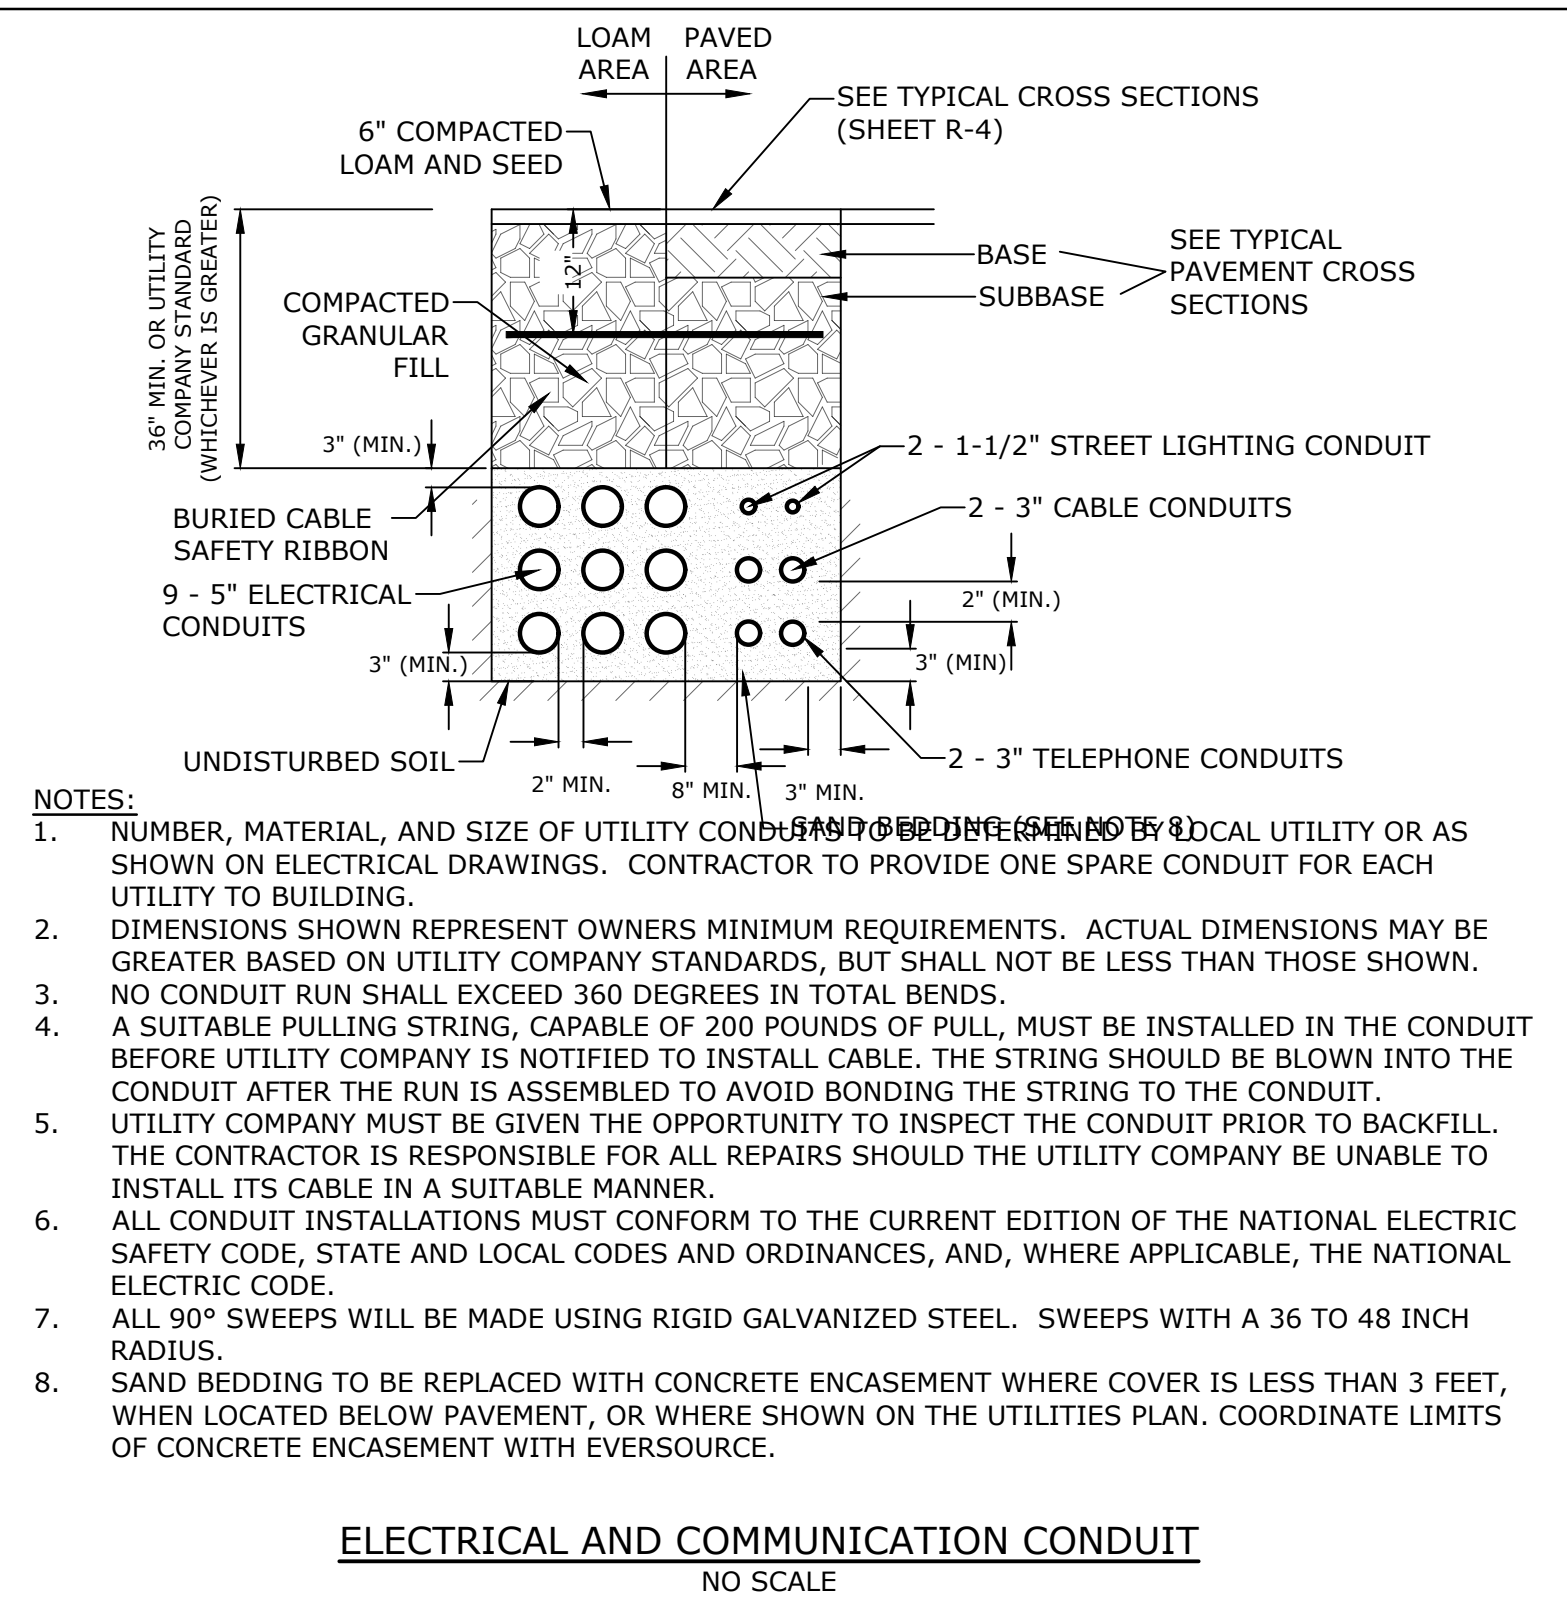 LOAM AREA
PAVED AREA
SEE TYPICAL CROSS SECTIONS
(SHEET R-4)
6" COMPACTED
LOAM AND SEED
36" MIN. OR UTILITY
COMPANY STANDARD
(WHICHEVER IS GREATER)
12"
BASE
SUBBASE
SEE TYPICAL
PAVEMENT CROSS
SECTIONS
COMPACTED
GRANULAR
FILL
3" (MIN.)
2 - 1-1/2" STREET LIGHTING CONDUIT
BURIED CABLE
SAFETY RIBBON
2 - 3" CABLE CONDUITS
9 - 5" ELECTRICAL
CONDUITS
2" (MIN.)
3" (MIN.)
3" (MIN)
UNDISTURBED SOIL
2 - 3" TELEPHONE CONDUITS
2" MIN.
8" MIN.
3" MIN.
SAND BEDDING (SEE NOTE 8)
NOTES:
1. NUMBER, MATERIAL, AND SIZE OF UTILITY CONDUITS TO BE DETERMINED BY LOCAL UTILITY OR AS
SHOWN ON ELECTRICAL DRAWINGS. CONTRACTOR TO PROVIDE ONE SPARE CONDUIT FOR EACH
UTILITY TO BUILDING.
2. DIMENSIONS SHOWN REPRESENT OWNERS MINIMUM REQUIREMENTS. ACTUAL DIMENSIONS MAY BE
GREATER BASED ON UTILITY COMPANY STANDARDS, BUT SHALL NOT BE LESS THAN THOSE SHOWN.
3. NO CONDUIT RUN SHALL EXCEED 360 DEGREES IN TOTAL BENDS.
4. A SUITABLE PULLING STRING, CAPABLE OF 200 POUNDS OF PULL, MUST BE INSTALLED IN THE CONDUIT
BEFORE UTILITY COMPANY IS NOTIFIED TO INSTALL CABLE. THE STRING SHOULD BE BLOWN INTO THE
CONDUIT AFTER THE RUN IS ASSEMBLED TO AVOID BONDING THE STRING TO THE CONDUIT.
5. UTILITY COMPANY MUST BE GIVEN THE OPPORTUNITY TO INSPECT THE CONDUIT PRIOR TO BACKFILL.
THE CONTRACTOR IS RESPONSIBLE FOR ALL REPAIRS SHOULD THE UTILITY COMPANY BE UNABLE TO
INSTALL ITS CABLE IN A SUITABLE MANNER.
6. ALL CONDUIT INSTALLATIONS MUST CONFORM TO THE CURRENT EDITION OF THE NATIONAL ELECTRIC
SAFETY CODE, STATE AND LOCAL CODES AND ORDINANCES, AND, WHERE APPLICABLE, THE NATIONAL
ELECTRIC CODE.
7. ALL 90° SWEEPS WILL BE MADE USING RIGID GALVANIZED STEEL. SWEEPS WITH A 36 TO 48 INCH
RADIUS.
8. SAND BEDDING TO BE REPLACED WITH CONCRETE ENCASEMENT WHERE COVER IS LESS THAN 3 FEET,
WHEN LOCATED BELOW PAVEMENT, OR WHERE SHOWN ON THE UTILITIES PLAN. COORDINATE LIMITS
OF CONCRETE ENCASEMENT WITH EVERSOURCE.
ELECTRICAL AND COMMUNICATION CONDUIT
NO SCALE